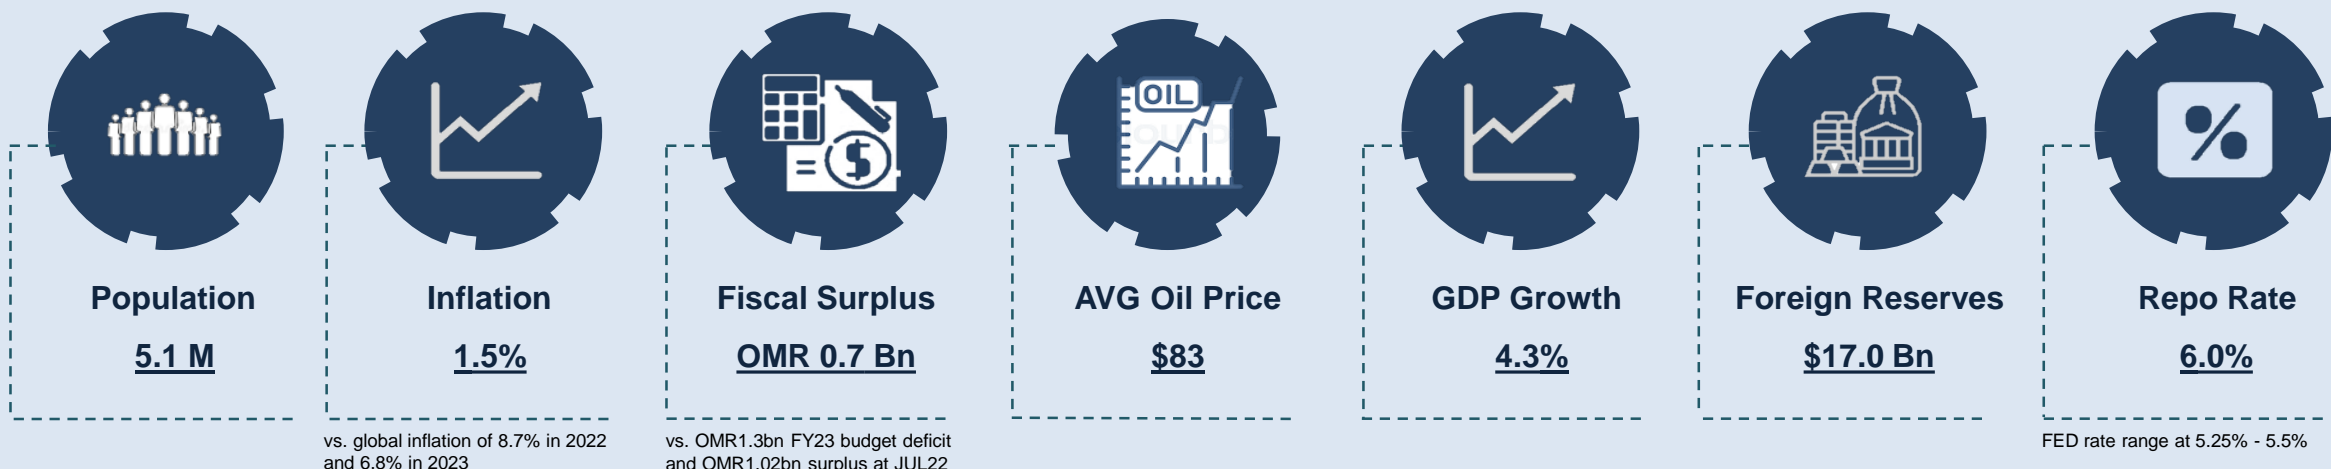 OIL
Population
5.1 M
Inflation
1.5%
vs. global inflation of 8.7% in 2022
and 6.8% in 2023
Fiscal Surplus
OMR 0.7 Bn
vs. OMR1.3bn FY23 budget deficit
and OMR1.02bn surplus at JUL22
AVG Oil Price
$83
GDP Growth
4.3%
Foreign Reserves
$17.0 Bn
Repo Rate
6.0%
FED rate range at 5.25% - 5.5%